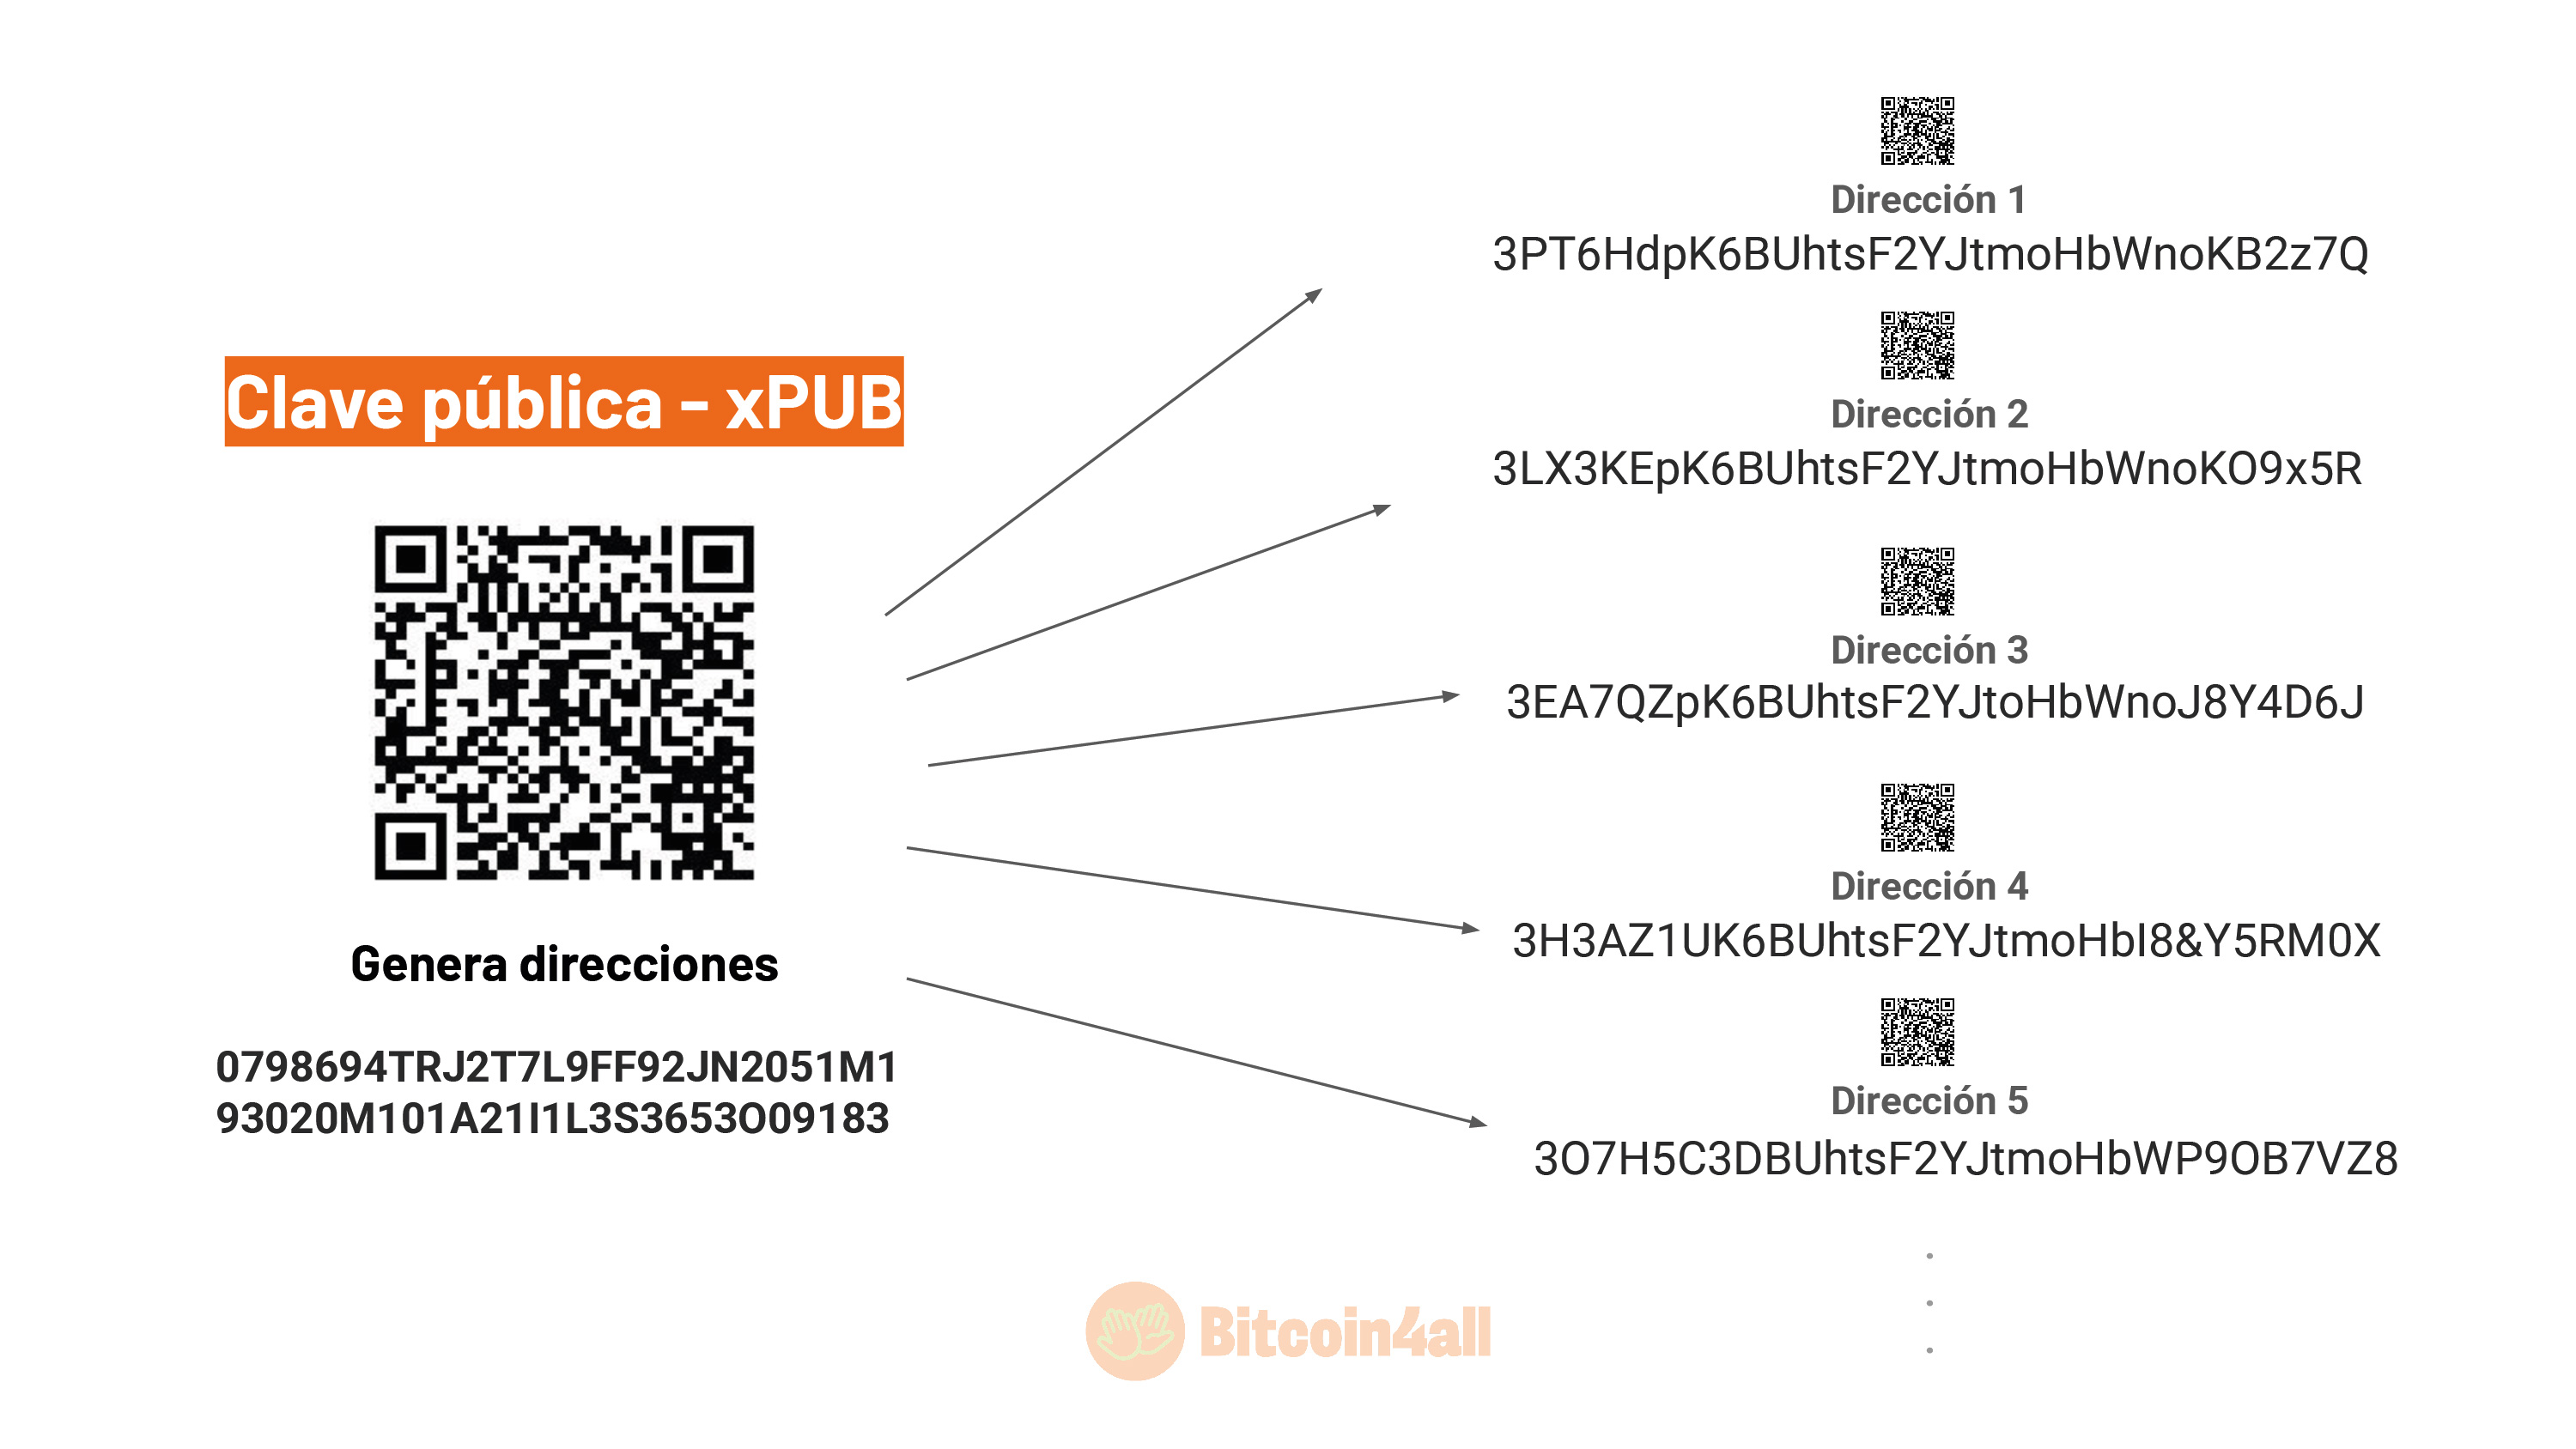 Clave pública - xPUB
Genera direcciones
0798694TRJ2T7L9FF92JN2051M1
93020M101A21I1L3S3653O09183
Dirección 1
3PT6HdpK6BUhtsF2YJtmoHbWnoKB2z7Q
Dirección 2
3LX3KEpK6BUhtsF2YJtmoHbWnoKO9x5R
Dirección 3
3EA7QZpK6BUhtsF2YJtoHbWnoJ8Y4D6J
Dirección 4
3H3AZ1UK6BUhtsF2YJtmoHbI8&Y5RM0X
Dirección 5
3O7H5C3DBUhtsF2YJtmoHbWP9OB7VZ8
Bitcoin4all